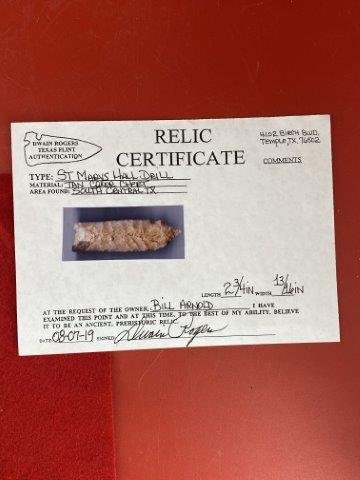 DWAIN ROGERS
TEXAS FLINT
AUTHENTICATION
RELIC
CERTIFICATE
4102 BIRCH BLVD,
TEMPLE, TX, 76502
COMMENTS
TYPE: ST MARYS HALL DRILL
MATERIAL: TAN CHERT
AREA FOUND: SOUTH CENTRAL TX
LENGTH 2 3/4 IN WIDTH 13/16 IN
AT THE REQUEST OF THE OWNER, BILL ARNOLD I HAVE
EXAMINED THIS POINT AND AT THIS TIME, TO THE BEST OF MY ABILITY, BELIEVE
IT TO BE AN ANCIENT, PREHISTORIC RELIC
DATE 08-07-19 SIGNED Dwain Rogers